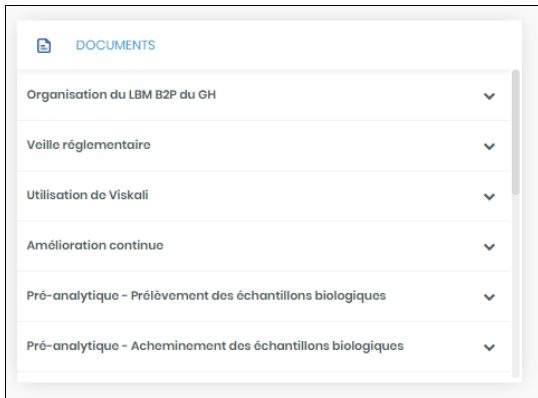 DOCUMENTS
Organisation du LBM B2P du GH
Veille réglementaire
Utilisation de Viskali
Amélioration continue
Pré-analytique - Prélèvement des échantillons biologiques
Pré-analytique - Acheminement des échantillons biologiques